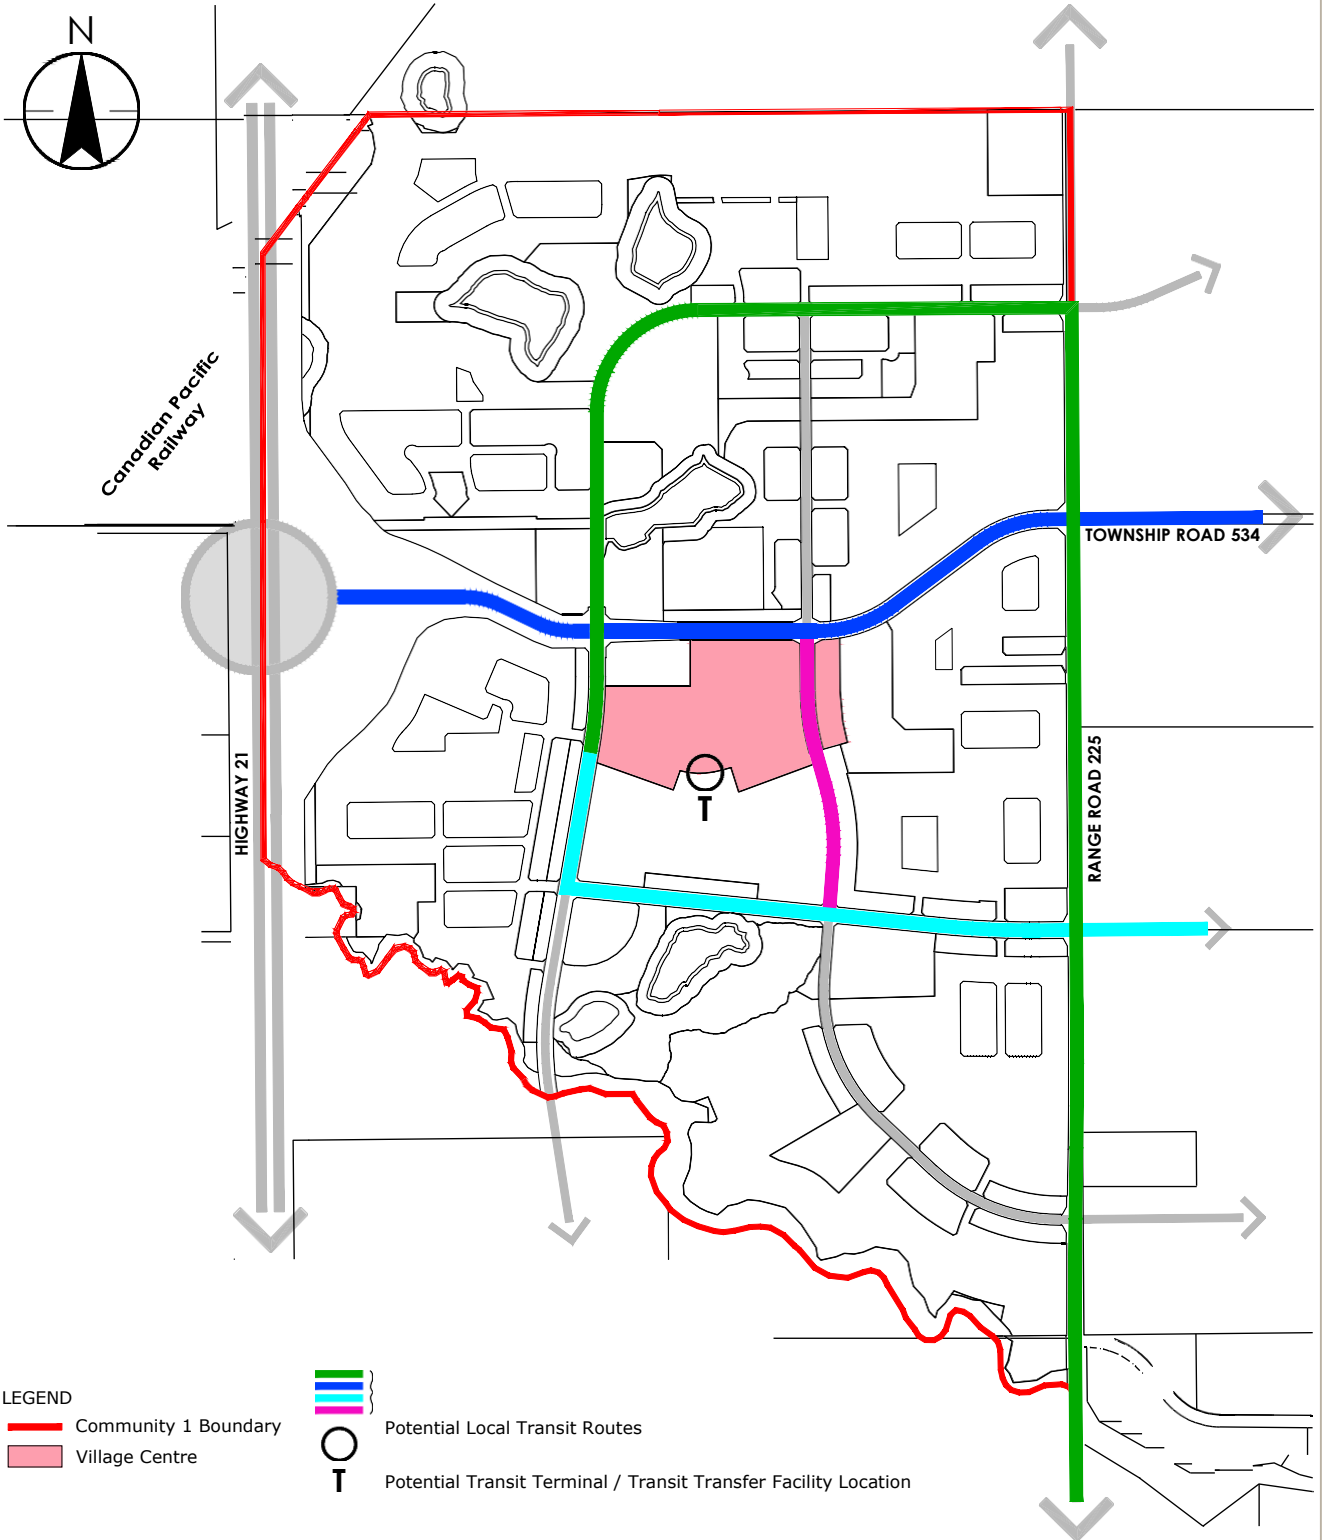 N
Canadian Pacific
Railway
TOWNSHIP ROAD 534
HIGHWAY 21
RANGE ROAD 225
T
LEGEND
Community 1 Boundary
Village Centre
Potential Local Transit Routes
T
Potential Transit Terminal / Transit Transfer Facility Location